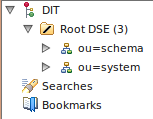 DIT
Root DSE (3)
ou=schema
ou=system
Searches
Bookmarks